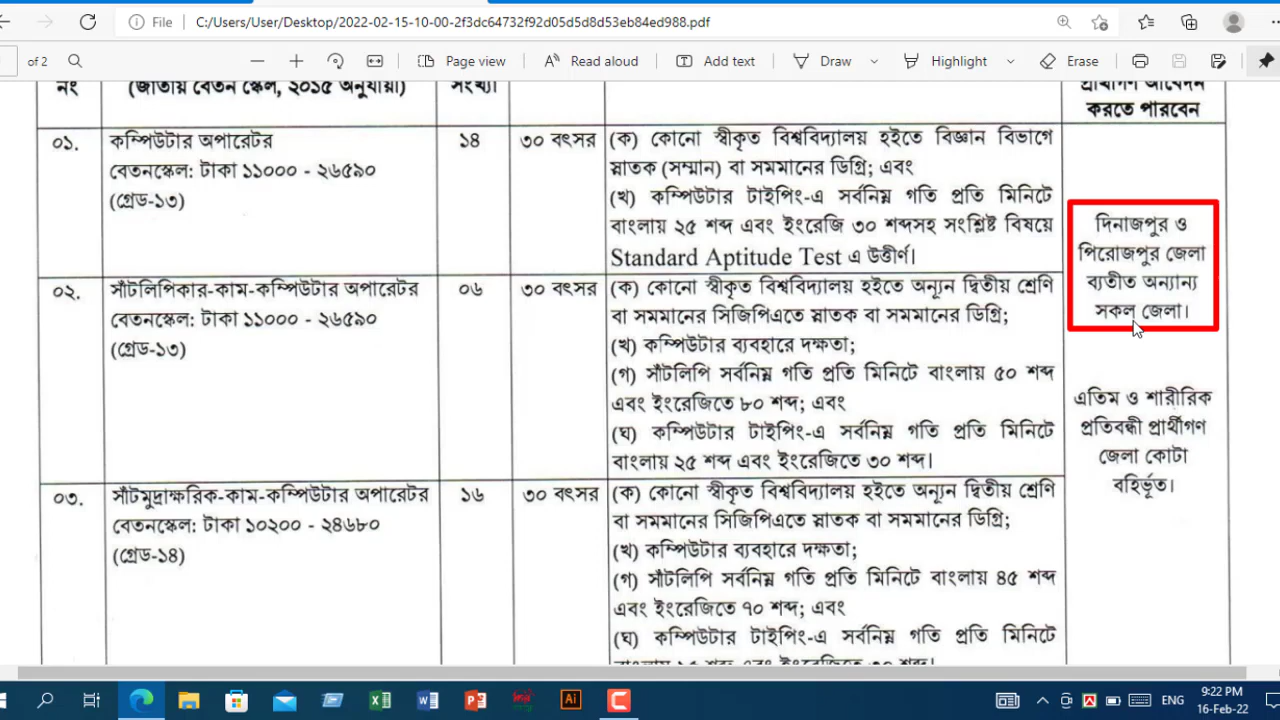 File
C:/Users/User/Desktop/2022-02-15-10-00-2f3dc64732f92d05d5d8d53eb84ed988.pdf
of 2
Page view
Read aloud
Add text
Draw
Highlight
Erase
নং
(জাতীয় বেতন স্কেল, ২০১৫ অনুযায়ী)
সংখ্যা
প্রার্থীগণ আবেদন
করতে পারবেন
০১.
কম্পিউটার অপারেটর
বেতনস্কেল: টাকা ১১০০০ - ২৬৫৯০
(গ্রেড-১৩)
১৪
৩০ বৎসর
(ক) কোনো স্বীকৃত বিশ্ববিদ্যালয় হইতে বিজ্ঞান বিভাগে
স্নাতক (সম্মান) বা সমমানের ডিগ্রি; এবং
(খ) কম্পিউটার টাইপিং-এ সর্বনিম্ন গতি প্রতি মিনিটে
বাংলায় ২৫ শব্দ এবং ইংরেজি ৩০ শব্দসহ সংশ্লিষ্ট বিষয়ে
Standard Aptitude Test এ উত্তীর্ণ।
দিনাজপুর ও
পিরোজপুর জেলা
ব্যতীত অন্যান্য
সকল জেলা।
০২.
সাঁটলিপিকার-কাম-কম্পিউটার অপারেটর
বেতনস্কেল: টাকা ১১০০০ - ২৬৫৯০
(গ্রেড-১৩)
০৬
৩০ বৎসর
(ক) কোনো স্বীকৃত বিশ্ববিদ্যালয় হইতে অন্যূন দ্বিতীয় শ্রেণি
বা সমমানের সিজিপিএতে স্নাতক বা সমমানের ডিগ্রি;
(খ) কম্পিউটার ব্যবহারে দক্ষতা;
(গ) সাঁটলিপি সর্বনিম্ন গতি প্রতি মিনিটে বাংলায় ৫০ শব্দ
এবং ইংরেজিতে ৮০ শব্দ; এবং
(ঘ) কম্পিউটার টাইপিং-এ সর্বনিম্ন গতি প্রতি মিনিটে
বাংলায় ২৫ শব্দ এবং ইংরেজিতে ৩০ শব্দ।
এতিম ও শারীরিক
প্রতিবন্ধী প্রার্থীগণ
জেলা কোটা
বহির্ভূত।
০৩.
সাঁটমুদ্রাক্ষরিক-কাম-কম্পিউটার অপারেটর
বেতনস্কেল: টাকা ১০২০০ - ২৪৬৮০
(গ্রেড-১৪)
১৬
৩০ বৎসর
(ক) কোনো স্বীকৃত বিশ্ববিদ্যালয় হইতে অন্যূন দ্বিতীয় শ্রেণি
বা সমমানের সিজিপিএতে স্নাতক বা সমমানের ডিগ্রি;
(খ) কম্পিউটার ব্যবহারে দক্ষতা;
(গ) সাঁটলিপি সর্বনিম্ন গতি প্রতি মিনিটে বাংলায় ৪৫ শব্দ
এবং ইংরেজিতে ৭০ শব্দ; এবং
(ঘ) কম্পিউটার টাইপিং-এ সর্বনিম্ন গতি প্রতি মিনিটে
ENG
9:22 PM
16-Feb-22